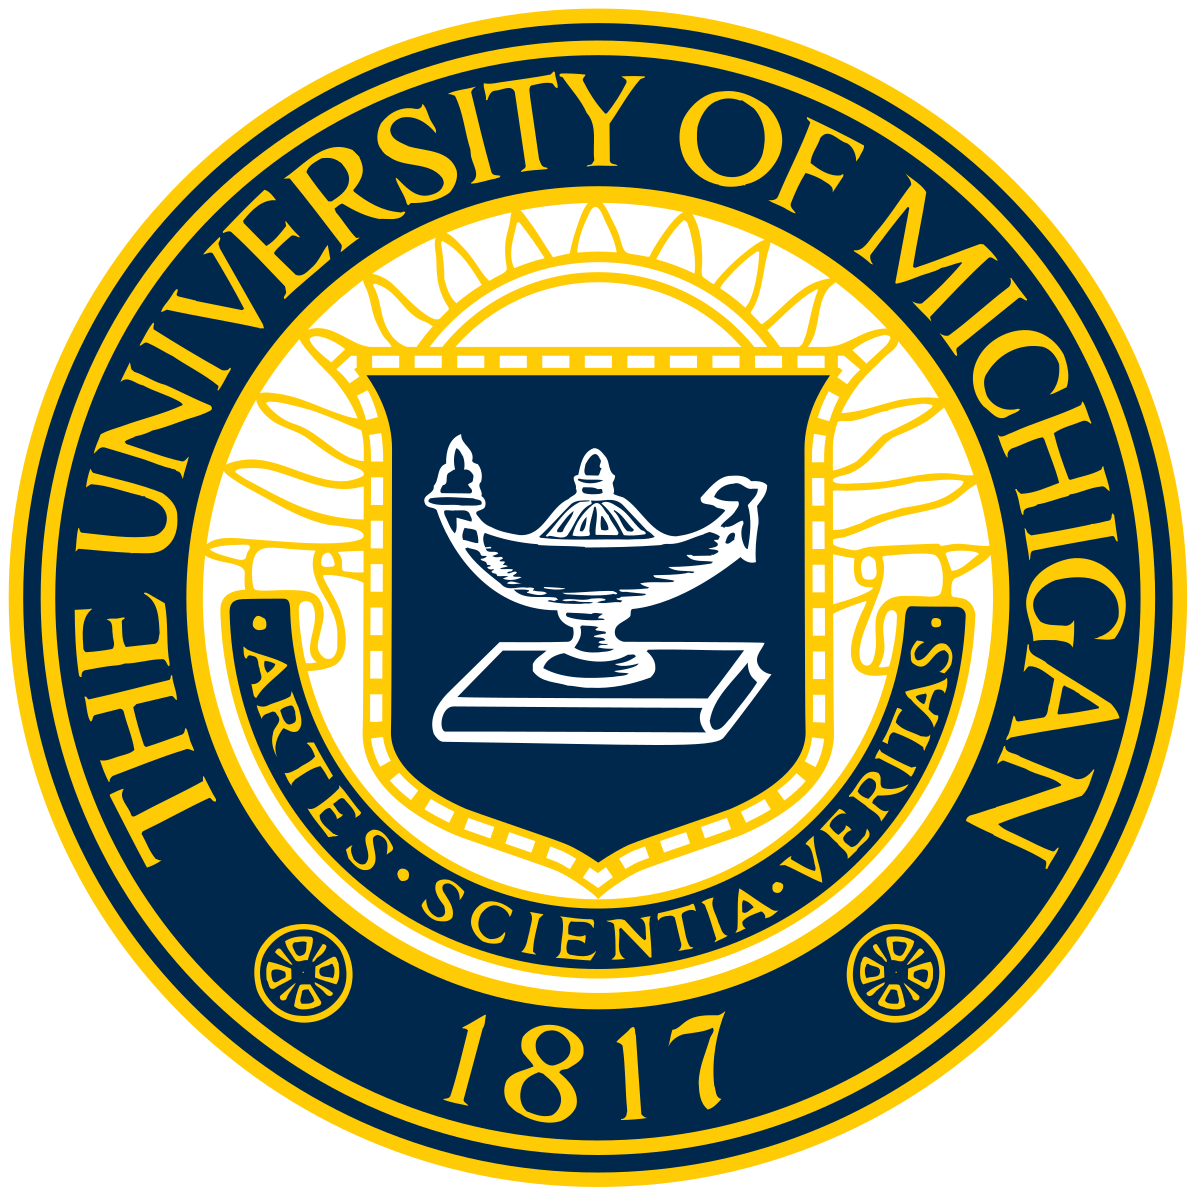 THE UNIVERSITY OF MICHIGAN
·ARTES·SCIENTIA·VERITAS·
1817